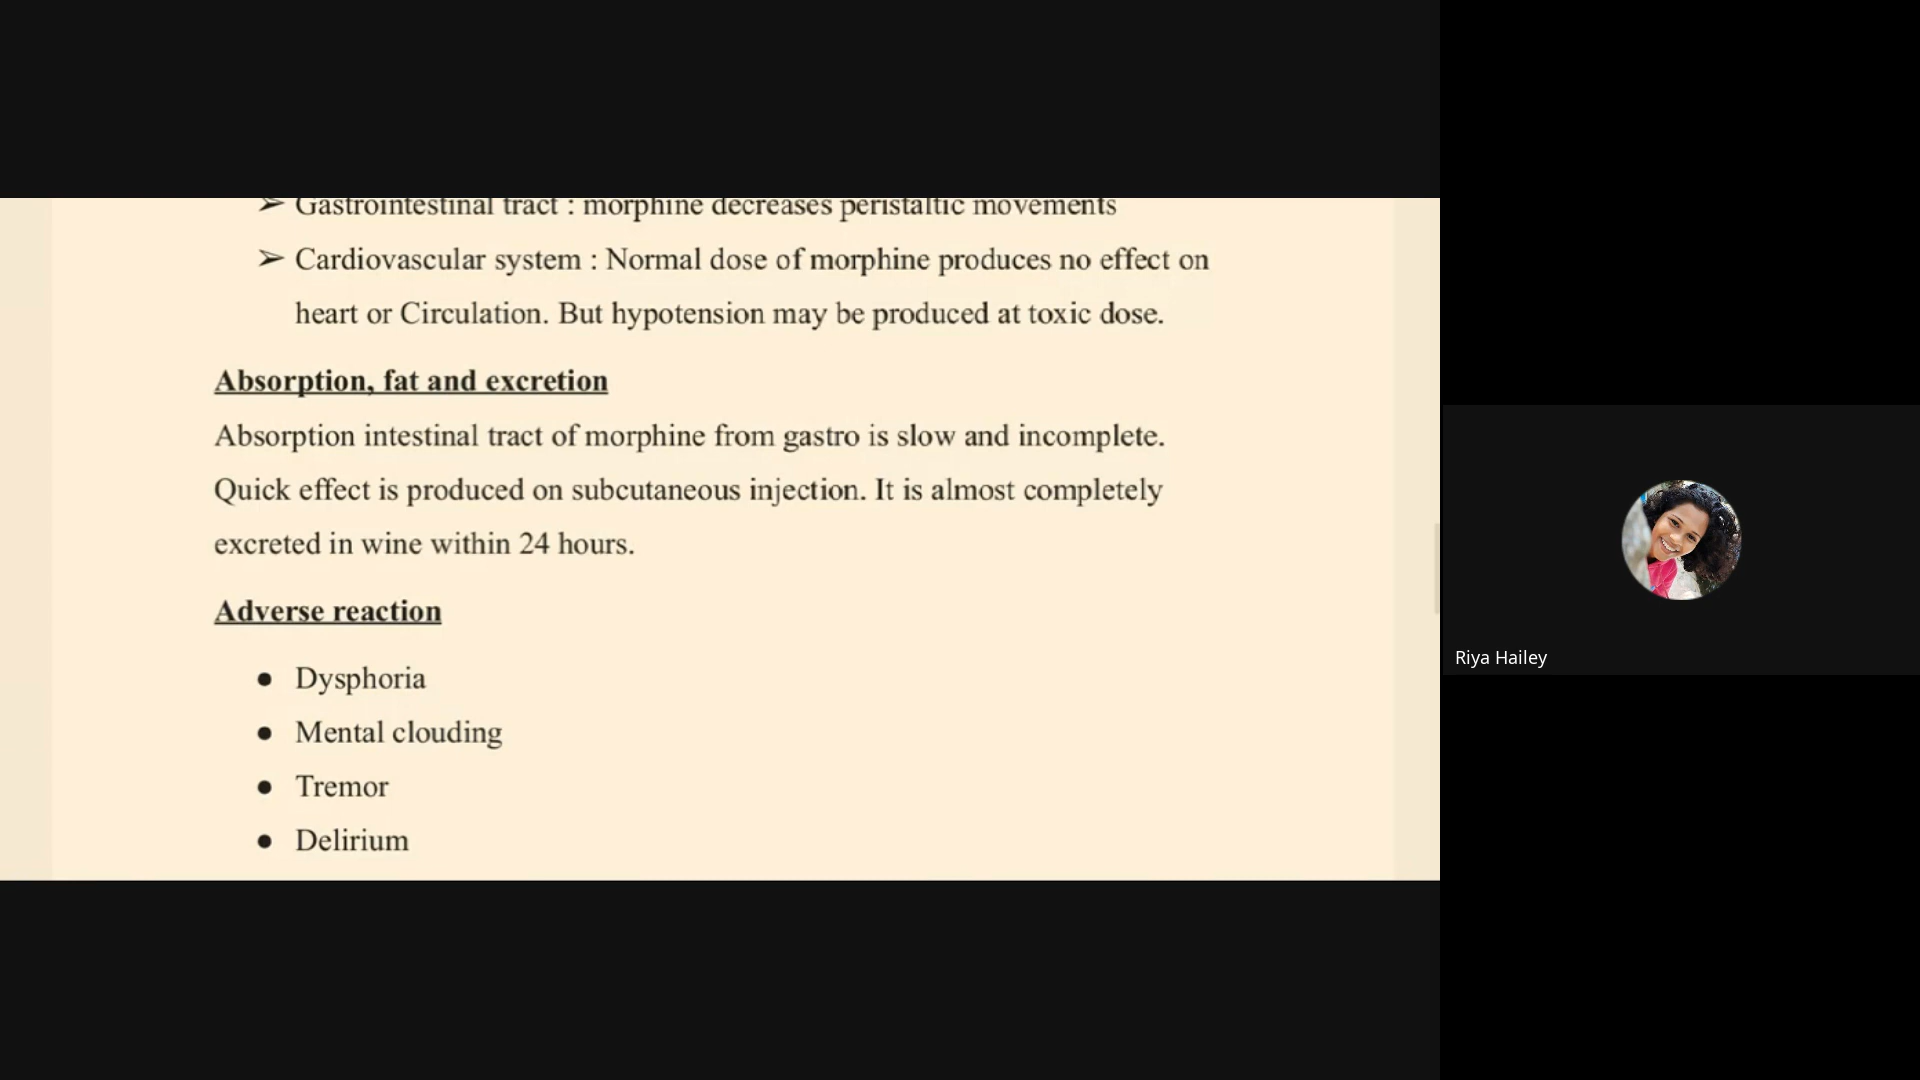 ➢ Gastrointestinal tract : morphine decreases peristaltic movements
➢ Cardiovascular system : Normal dose of morphine produces no effect on
heart or Circulation. But hypotension may be produced at toxic dose.
Absorption, fat and excretion
Absorption intestinal tract of morphine from gastro is slow and incomplete.
Quick effect is produced on subcutaneous injection. It is almost completely
excreted in wine within 24 hours.
Adverse reaction
● Dysphoria
● Mental clouding
● Tremor
● Delirium
Riya Hailey